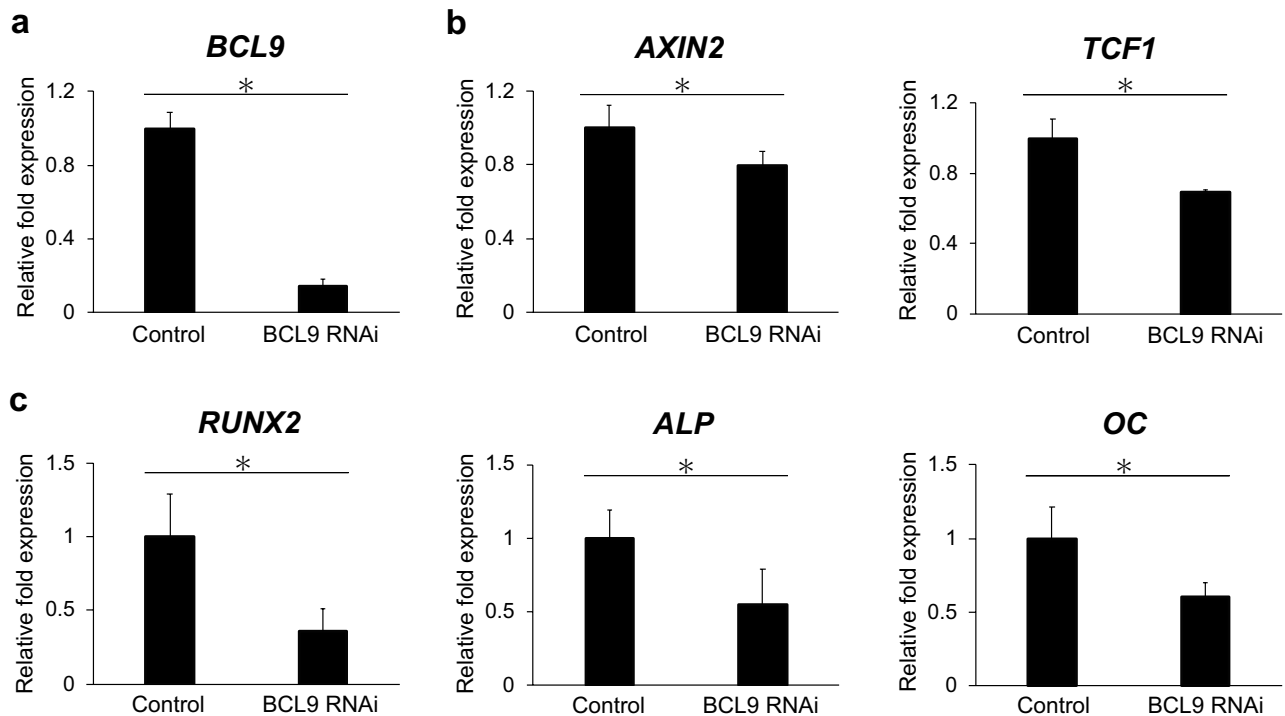 a
BCL9
*
Relative fold expression
1.2
0.8
0.4
0
Control
BCL9 RNAi
b
AXIN2
*
Relative fold expression
1.2
0.8
0.4
0
Control
BCL9 RNAi
TCF1
*
Relative fold expression
1.2
0.8
0.4
0
Control
BCL9 RNAi
c
RUNX2
*
Relative fold expression
1.5
1
0.5
0
Control
BCL9 RNAi
ALP
*
Relative fold expression
1.5
1
0.5
0
Control
BCL9 RNAi
OC
*
Relative fold expression
1.5
1
0.5
0
Control
BCL9 RNAi